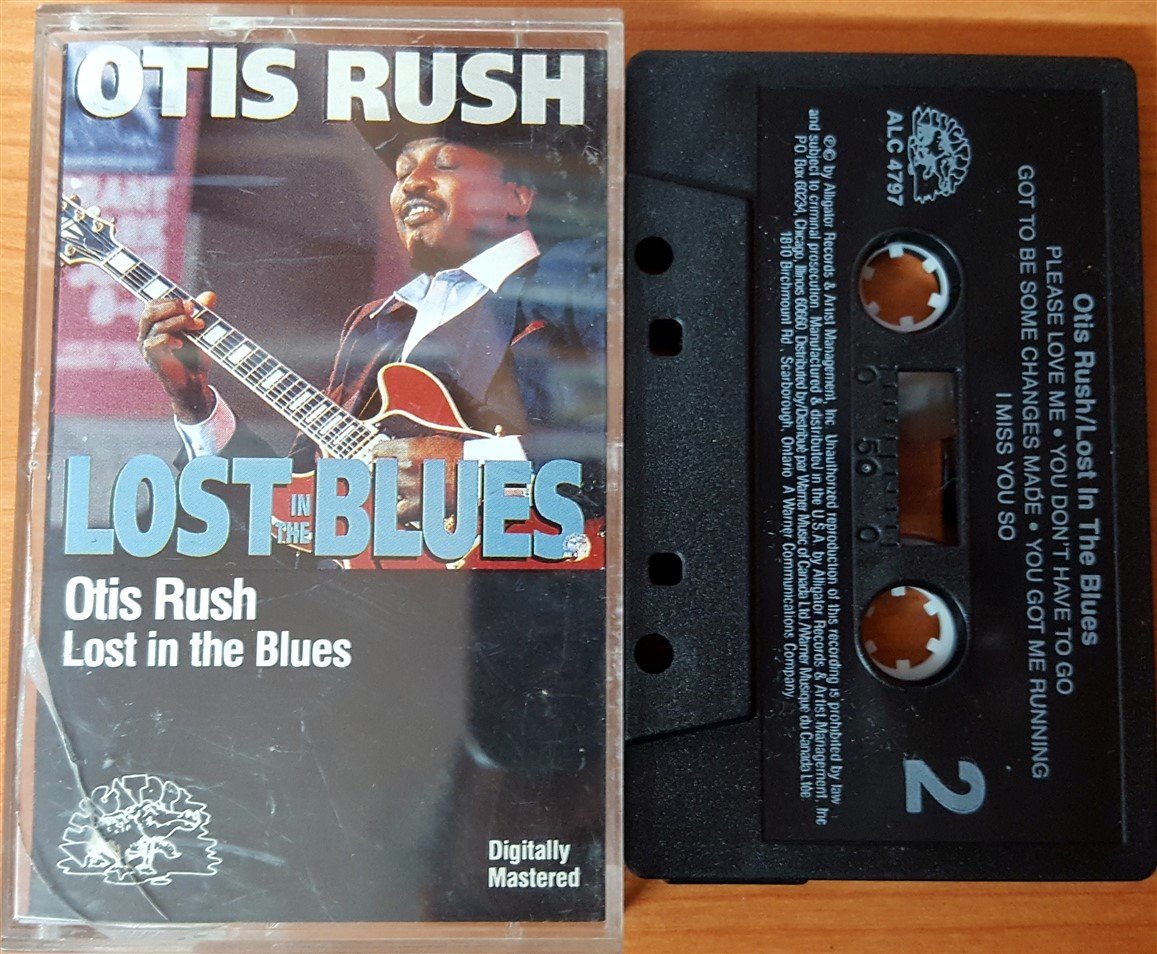 OTIS RUSH
LOST IN THE BLUES
Otis Rush
Lost in the Blues
Digitally
Mastered
ALC 4797
Otis Rush/Lost In The Blues
PLEASE LOVE ME • YOU DON'T HAVE TO GO
GOT TO BE SOME CHANGES MADE • YOU GOT ME RUNNING
I MISS YOU SO
2
0 50 0
℗© by Alligator Records & Artist Management, Inc Unauthorized reproduction of this recording is prohibited by law
and subject to criminal prosecution. Manufactured & distributed in the U.S.A. by Alligator Records & Artist Management, Inc
PO Box 60234, Chicago, Illinois 60660 Distributed by/Distribué par Warner Music of Canada Ltd./Warner Musique du Canada Ltée
1810 Birchmount Rd., Scarborough, Ontario A Warner Communications Company